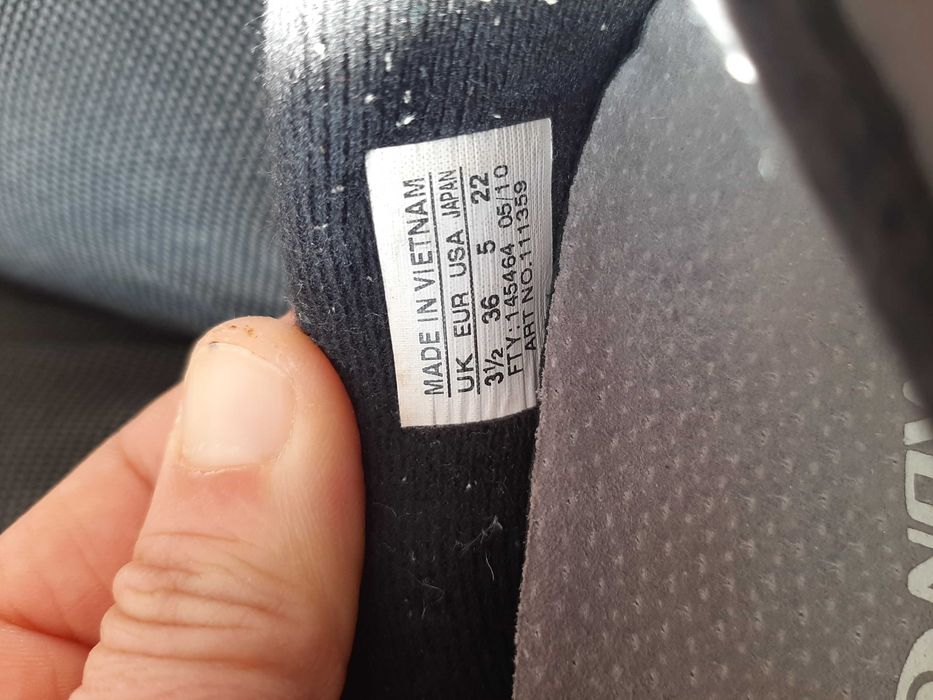 MADE IN VIETNAM
UK EUR USA JAPAN
3½ 36 5 22
FTY:145464 05/10
ART NO.111359